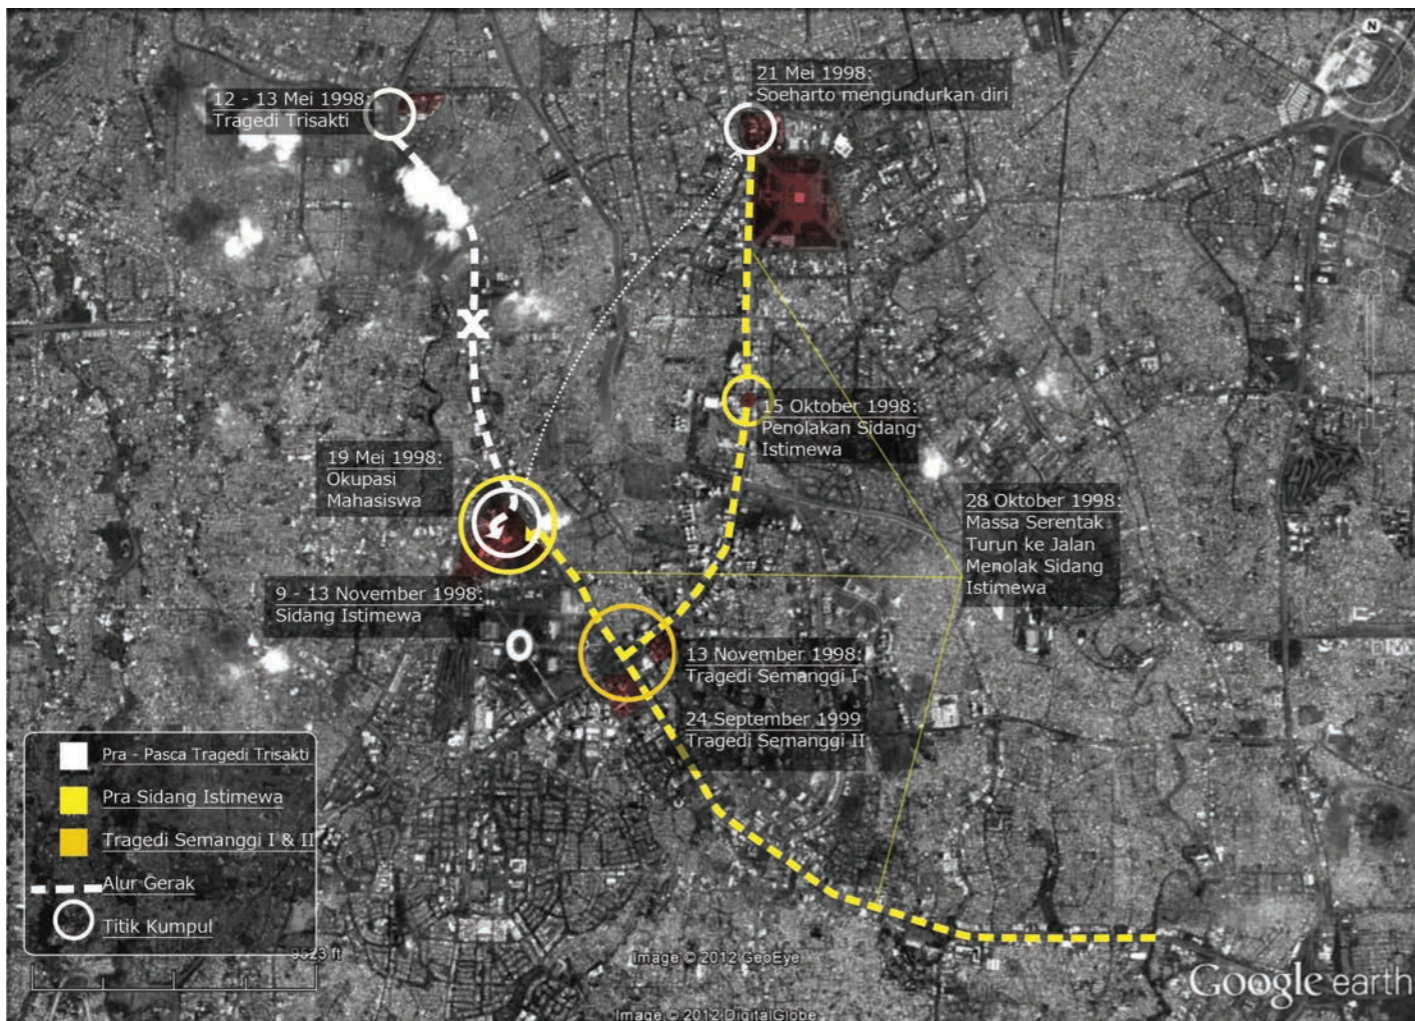 N
21 Mei 1998:
Soeharto mengundurkan diri
12 - 13 Mei 1998:
Tragedi Trisakti
X
15 Oktober 1998:
Penolakan Sidang
Istimewa
19 Mei 1998:
Okupasi
Mahasiswa
28 Oktober 1998:
Massa Serentak
Turun ke Jalan
Menolak Sidang
Istimewa
9 - 13 November 1998:
Sidang Istimewa
13 November 1998:
Tragedi Semanggi I
24 September 1999
Tragedi Semanggi II
Pra - Pasca Tragedi Trisakti
Pra Sidang Istimewa
Tragedi Semanggi I & II
Alur Gerak
Titik Kumpul
9523 ft
Image © 2012 GeoEye
Google earth
Image © 2012 DigitalGlobe